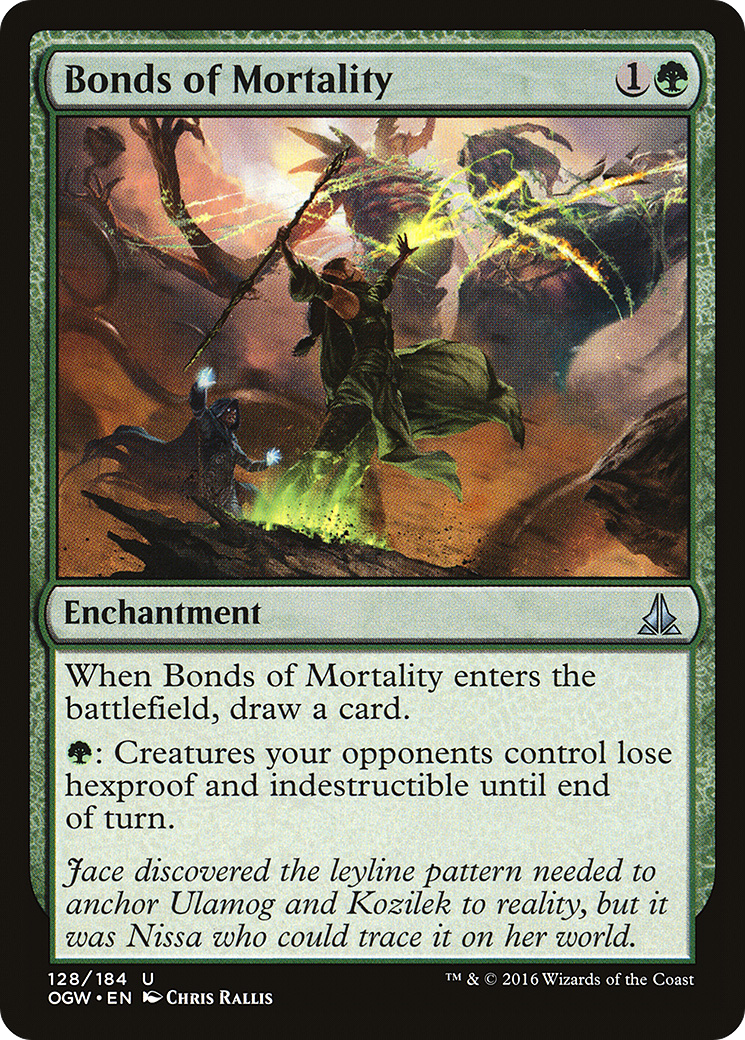 Bonds of Mortality 1
Enchantment
When Bonds of Mortality enters the
battlefield, draw a card.
: Creatures your opponents control lose
hexproof and indestructible until end
of turn.
Jace discovered the leyline pattern needed to
anchor Ulamog and Kozilek to reality, but it
was Nissa who could trace it on her world.
128/184 U
™ & © 2016 Wizards of the Coast
OGW • EN Chris Rallis